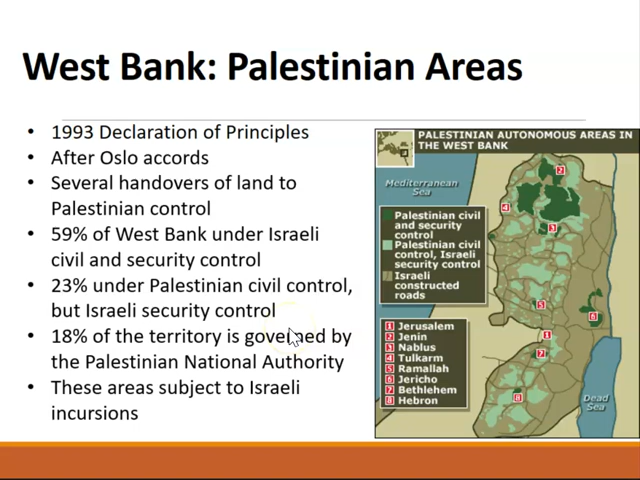 West Bank: Palestinian Areas
• 1993 Declaration of Principles
• After Oslo accords
• Several handovers of land to
Palestinian control
• 59% of West Bank under Israeli
civil and security control
• 23% under Palestinian civil control,
but Israeli security control
• 18% of the territory is governed by
the Palestinian National Authority
• These areas subject to Israeli
incursions
PALESTINIAN AUTONOMOUS AREAS IN
THE WEST BANK
Mediterranean
Sea
Palestinian civil
and security
control
Palestinian civil
control, Israeli
security control
Israeli
constructed
roads
1 Jerusalem
2 Jenin
3 Nablus
4 Tulkarm
5 Ramallah
6 Jericho
7 Bethlehem
8 Hebron
2
4
3
5
6
1
7
8
Dead
Sea